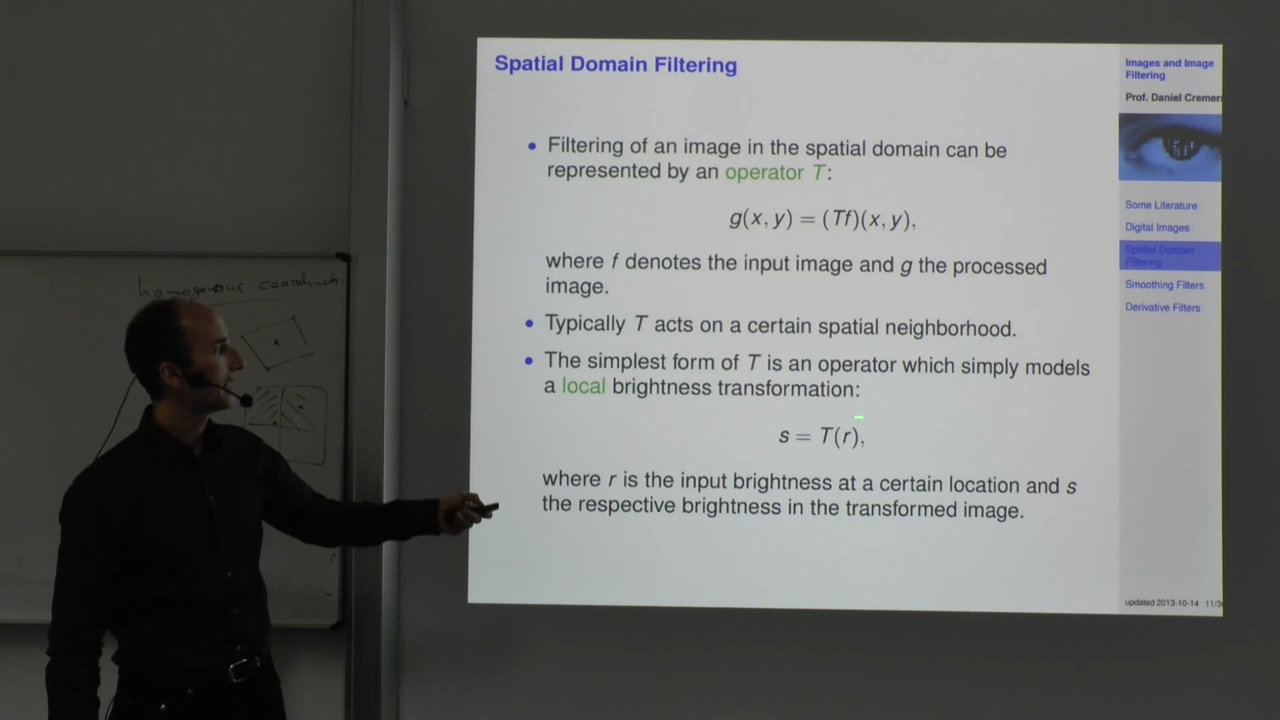 homogenous coordinate
Spatial Domain Filtering
• Filtering of an image in the spatial domain can be
represented by an operator T:
g(x, y) = (Tf)(x, y),
where f denotes the input image and g the processed
image.
• Typically T acts on a certain spatial neighborhood.
• The simplest form of T is an operator which simply models
a local brightness transformation:
s = T(r),
where r is the input brightness at a certain location and s
the respective brightness in the transformed image.
Images and Image
Filtering
Prof. Daniel Cremers
Some Literature
Digital Images
Spatial Domain
Filtering
Smoothing Filters
Derivative Filters
updated 2013-10-14 11/3